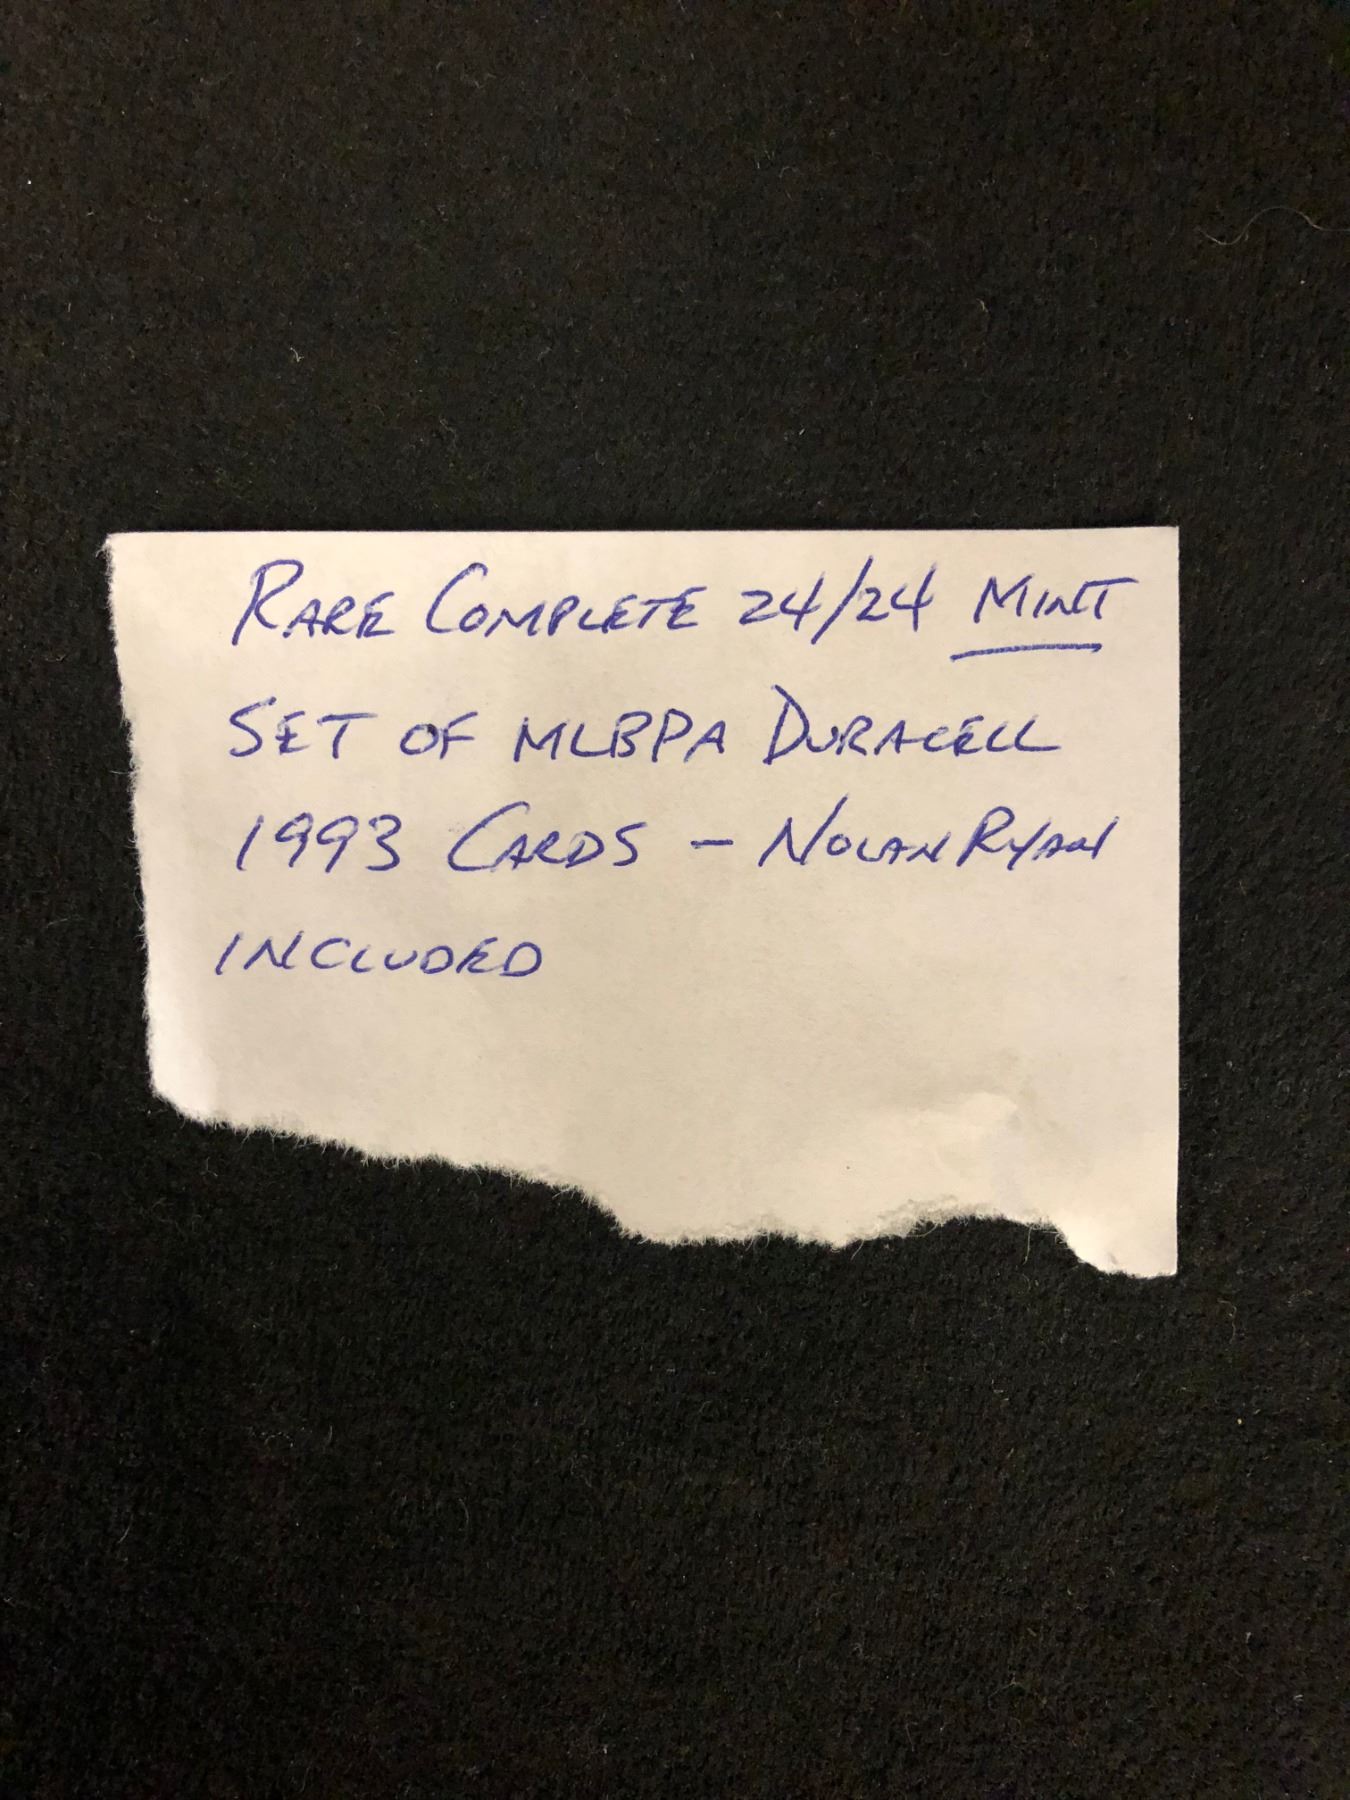 RARE COMPLETE 24/24 MINT
SET OF MLBPA DURACELL
1993 CARDS - NOLAN RYAN
INCLUDED